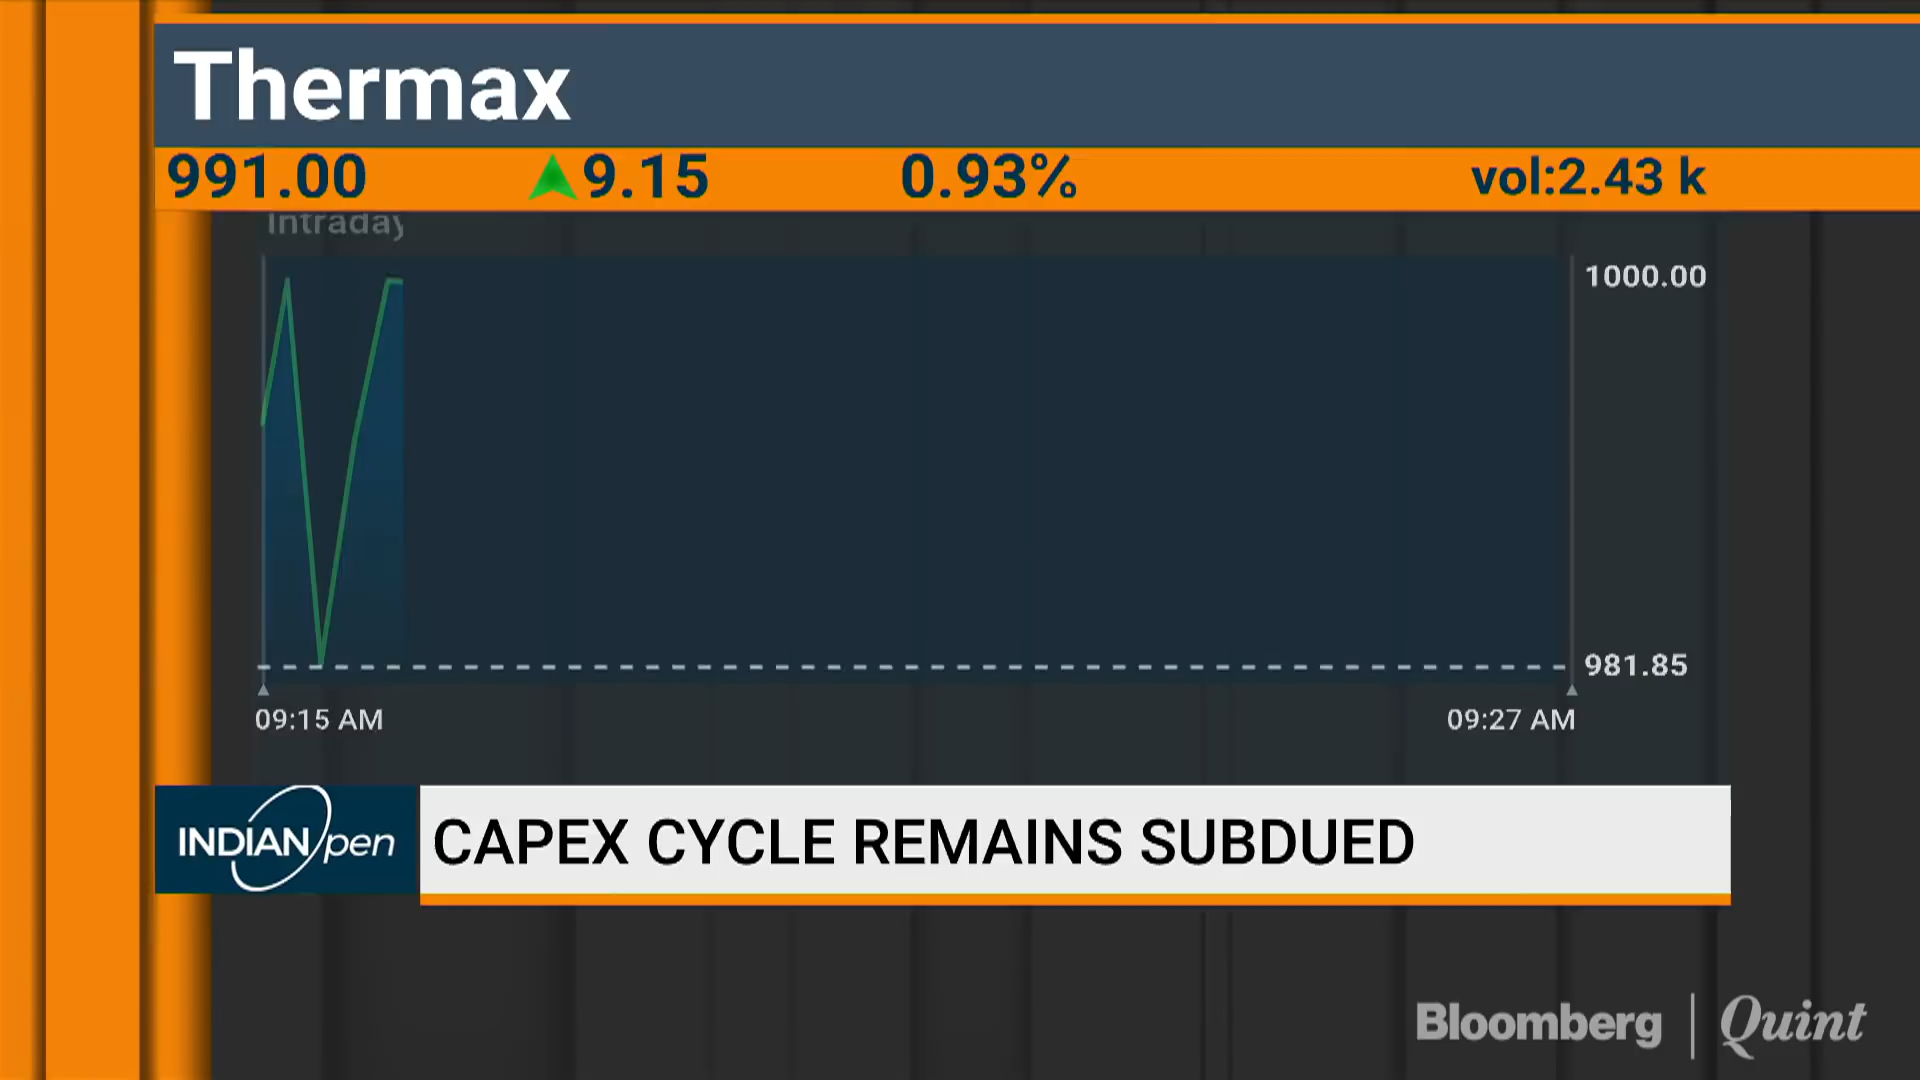 Thermax
991.00 ▲9.15 0.93% vol:2.43 k
Intraday
1000.00
981.85
09:15 AM 09:27 AM
INDIAN pen CAPEX CYCLE REMAINS SUBDUED
Bloomberg | Quint